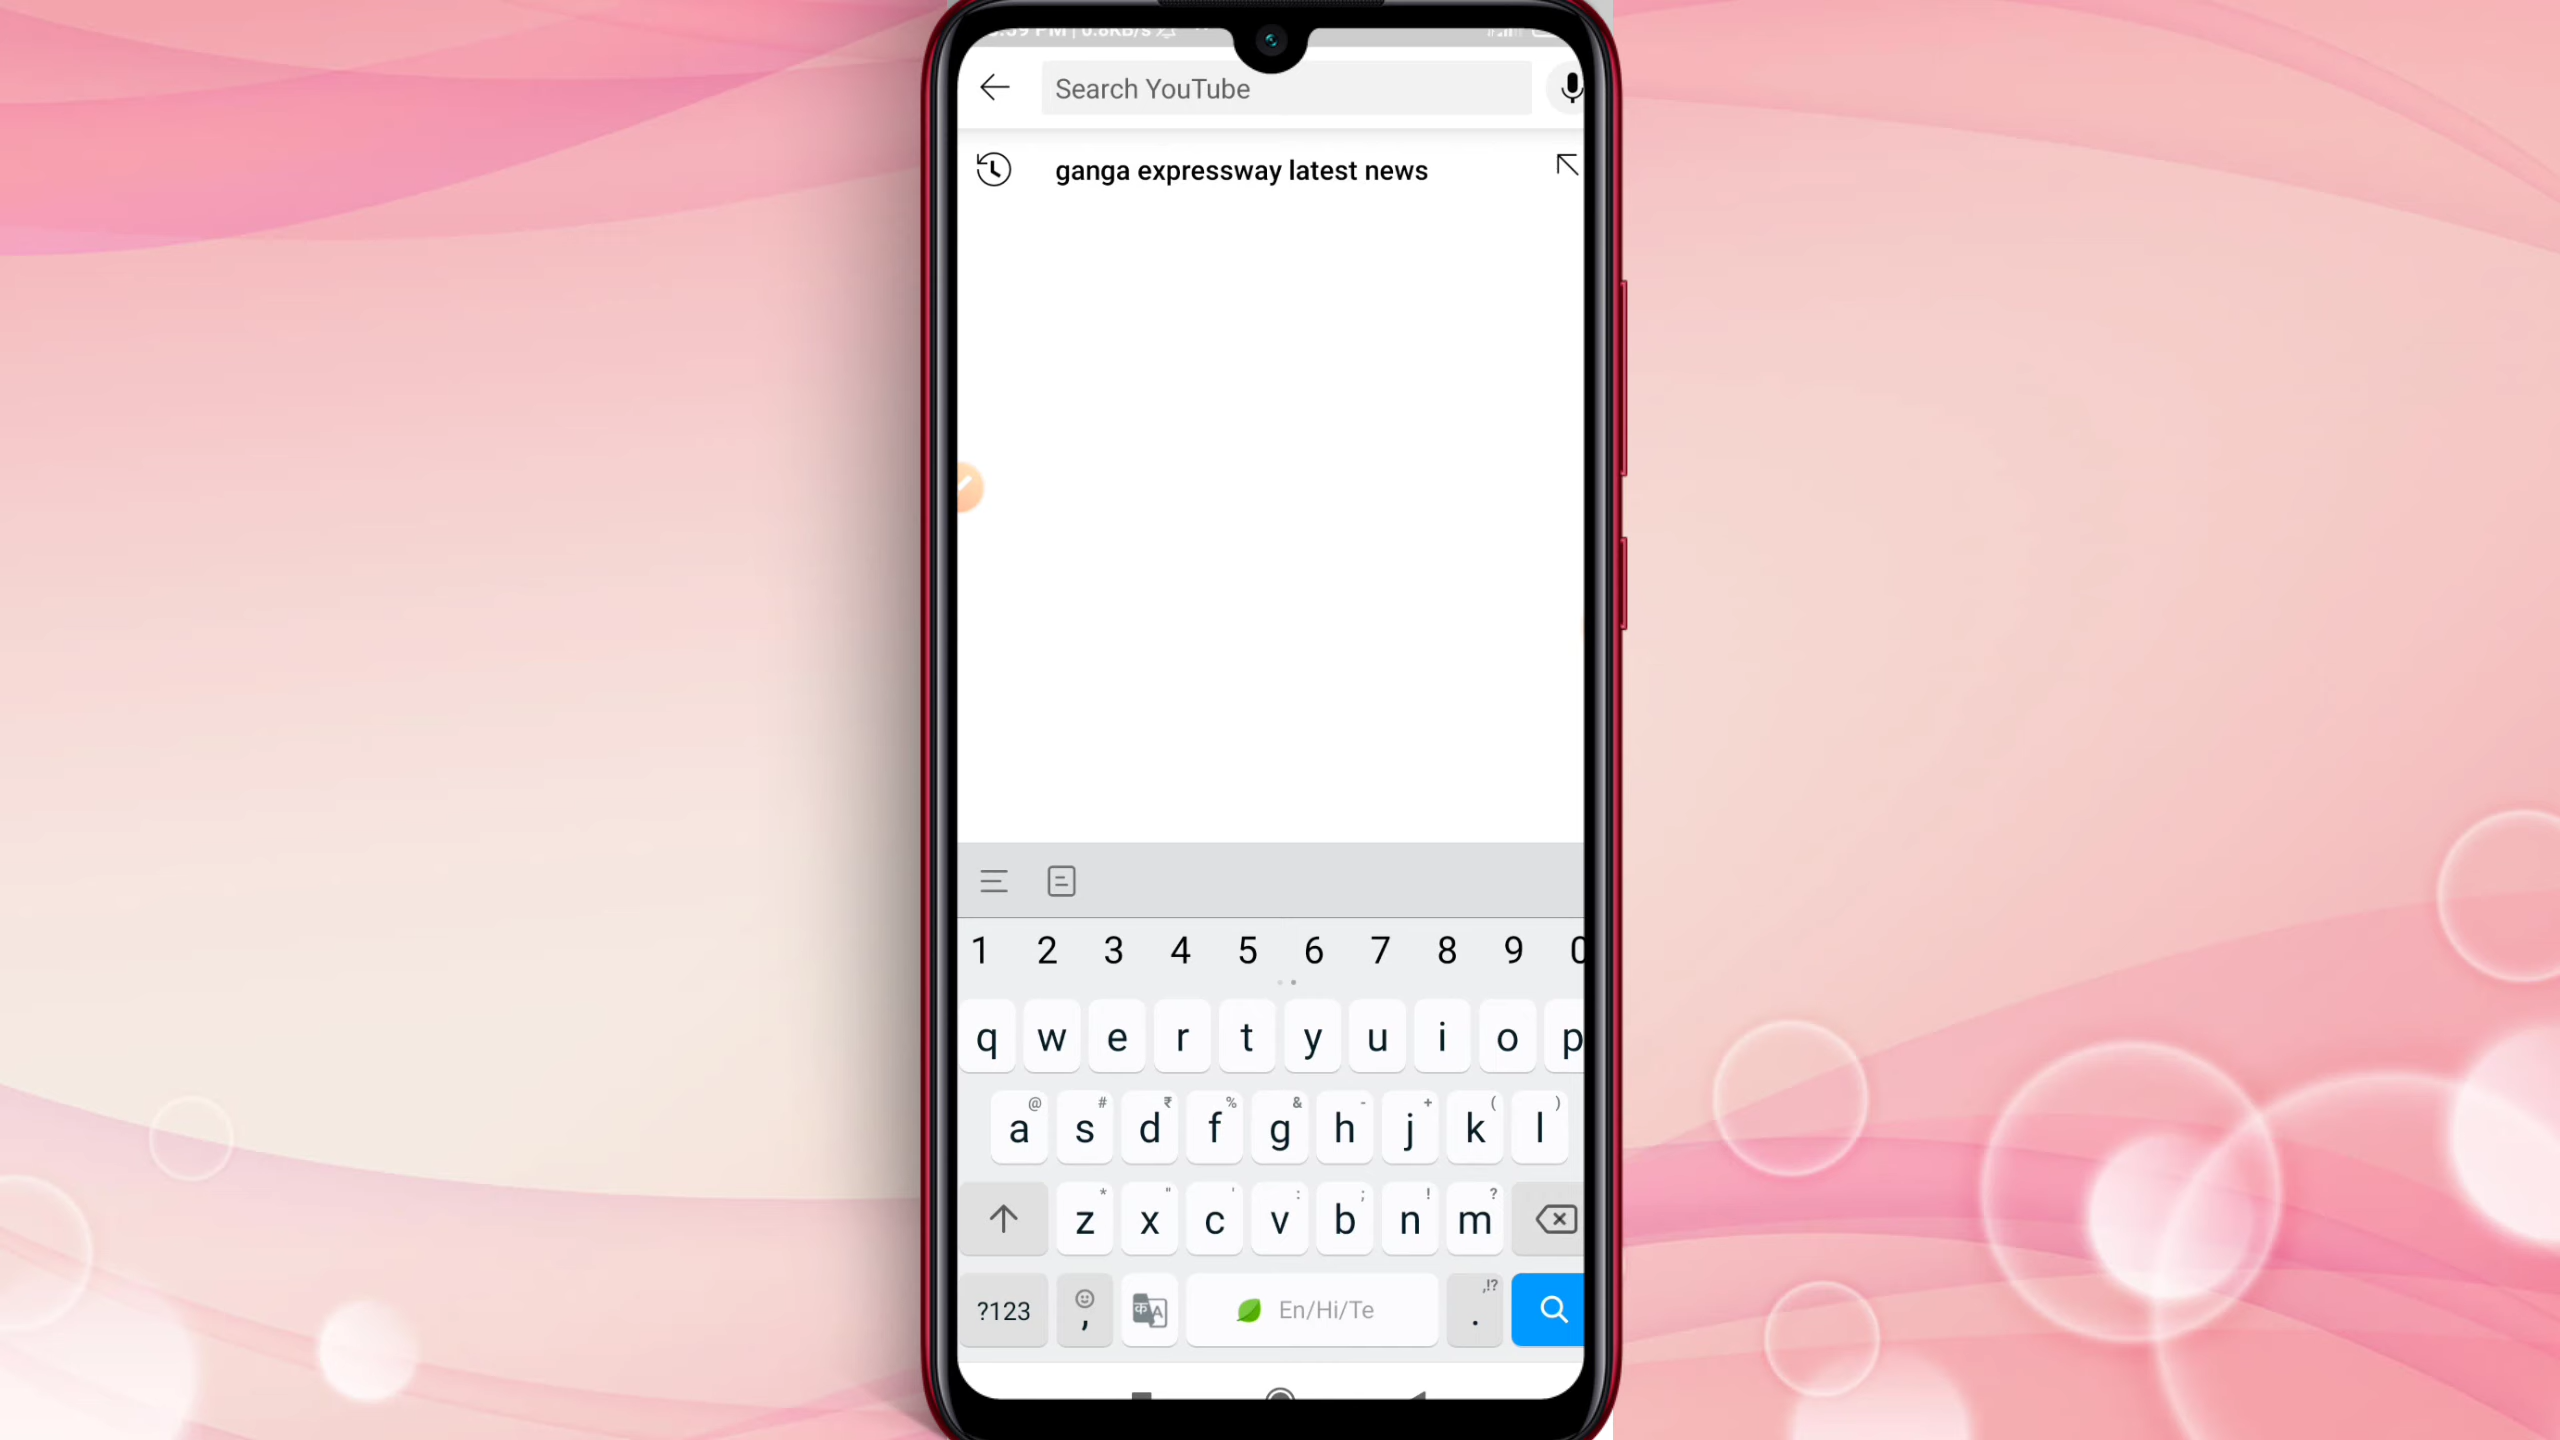 Search YouTube
ganga expressway latest news
1 2 3 4 5 6 7 8 9 0
q w e r t y u i o p
@ # ₹ % & - + ( )
a s d f g h j k l
* " ' : ; ! ?
z x c v b n m
,!?
?123 , En/Hi/Te .